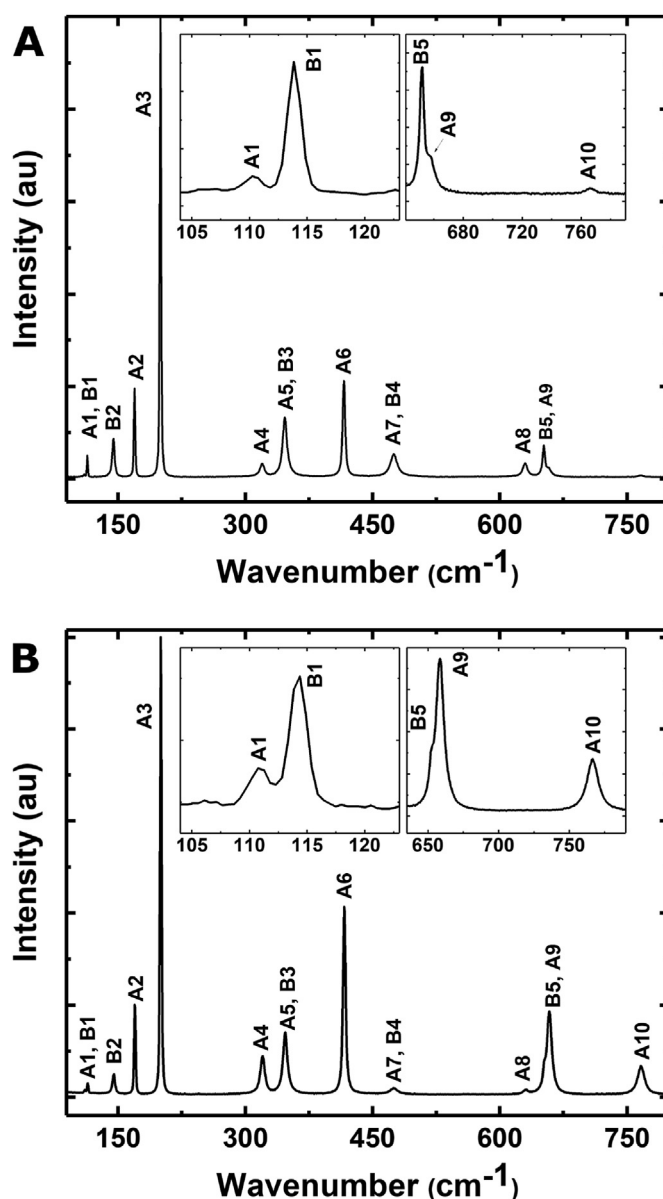 A
Intensity (au)
A3
A1, B1
B2
A2
A4
A5, B3
A6
A7, B4
A8
B5, A9
A1
B1
105 110 115 120
B5
A9
A10
680 720 760
150 300 450 600 750
Wavenumber (cm-1)
B
Intensity (au)
A3
A1, B1
B2
A2
A4
A5, B3
A6
A7, B4
A8
B5, A9
A10
A1
B1
105 110 115 120
B5
A9
A10
650 700 750
150 300 450 600 750
Wavenumber (cm-1)